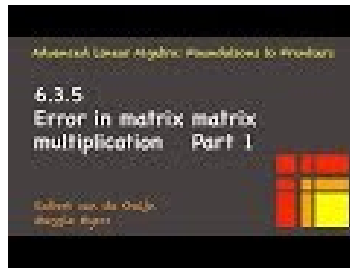 Advanced Linear Algebra: Foundations to Frontiers
6.3.5
Error in matrix matrix
multiplication Part 1
Robert van de Geijn
Maggie Myers